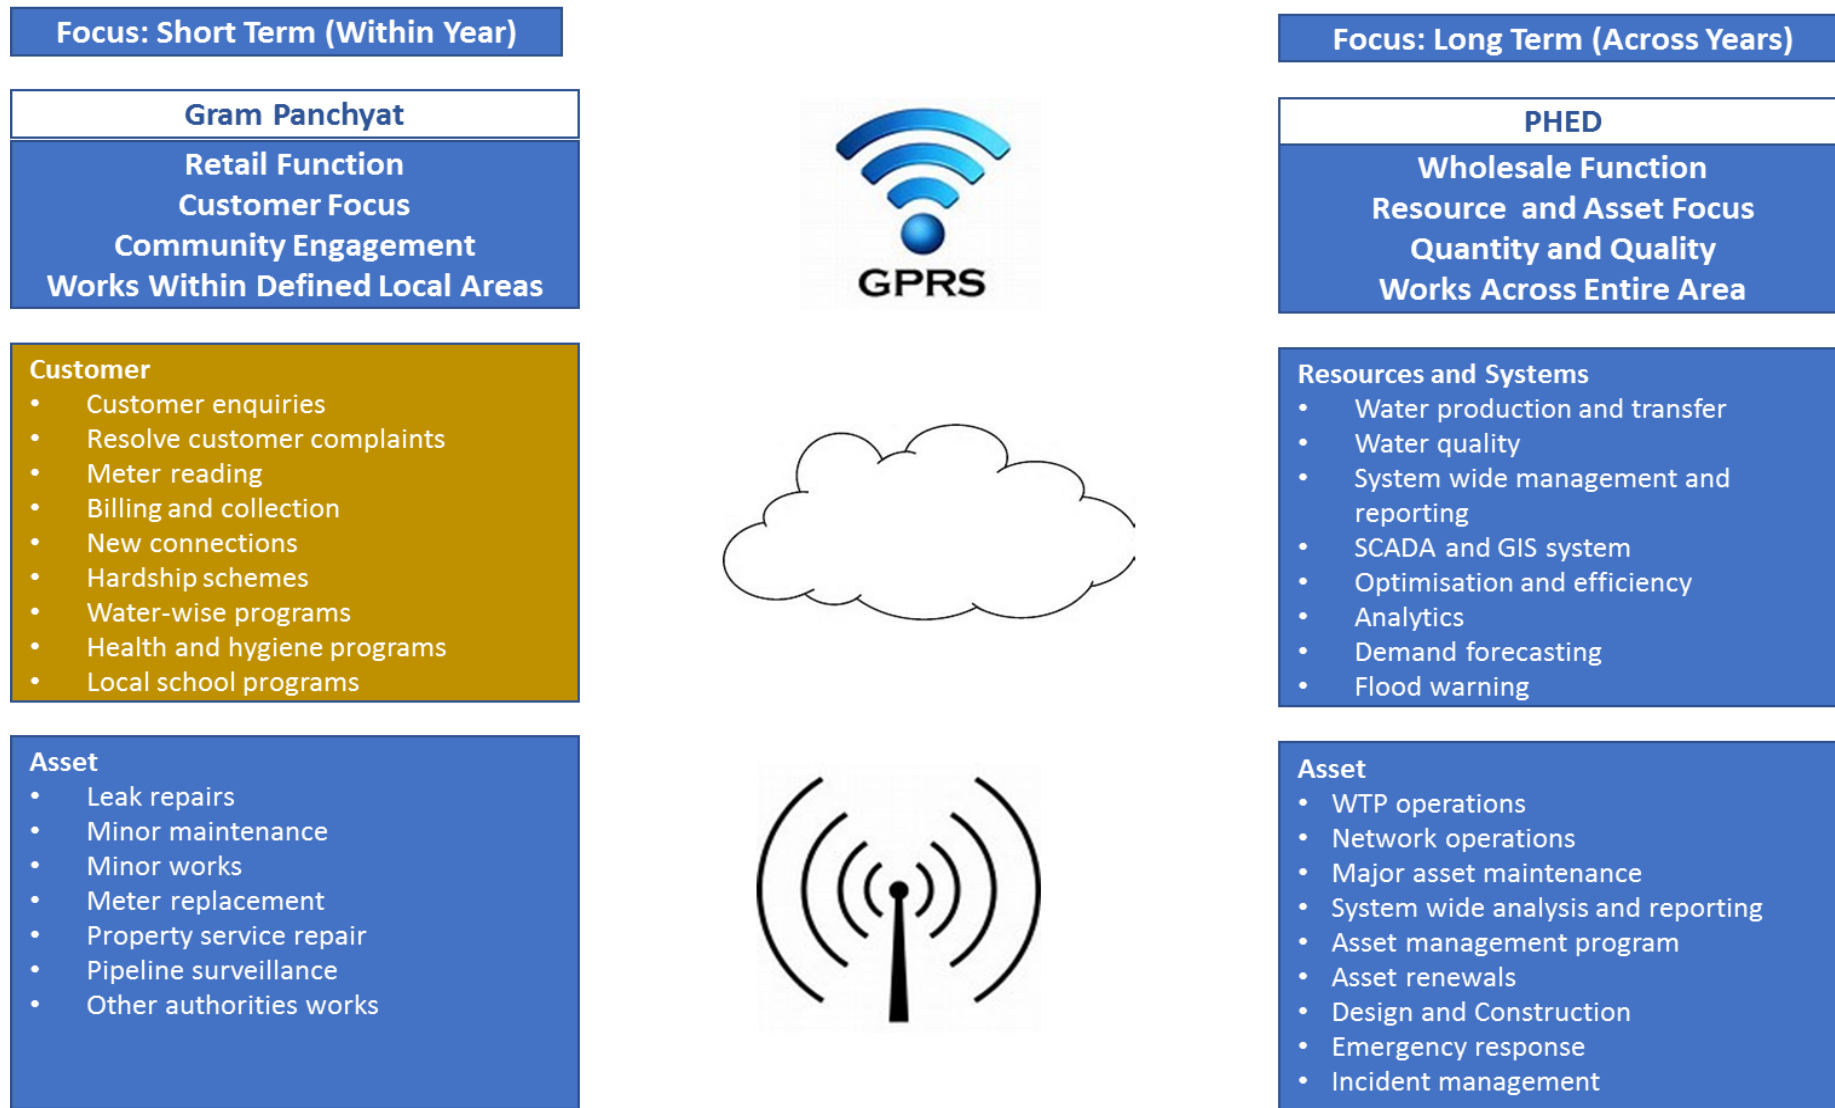 Focus: Short Term (Within Year)
Gram Panchyat
Retail Function
Customer Focus
Community Engagement
Works Within Defined Local Areas
Customer
• Customer enquiries
• Resolve customer complaints
• Meter reading
• Billing and collection
• New connections
• Hardship schemes
• Water-wise programs
• Health and hygiene programs
• Local school programs
Asset
• Leak repairs
• Minor maintenance
• Minor works
• Meter replacement
• Property service repair
• Pipeline surveillance
• Other authorities works
GPRS
Focus: Long Term (Across Years)
PHED
Wholesale Function
Resource and Asset Focus
Quantity and Quality
Works Across Entire Area
Resources and Systems
• Water production and transfer
• Water quality
• System wide management and
reporting
• SCADA and GIS system
• Optimisation and efficiency
• Analytics
• Demand forecasting
• Flood warning
Asset
• WTP operations
• Network operations
• Major asset maintenance
• System wide analysis and reporting
• Asset management program
• Asset renewals
• Design and Construction
• Emergency response
• Incident management